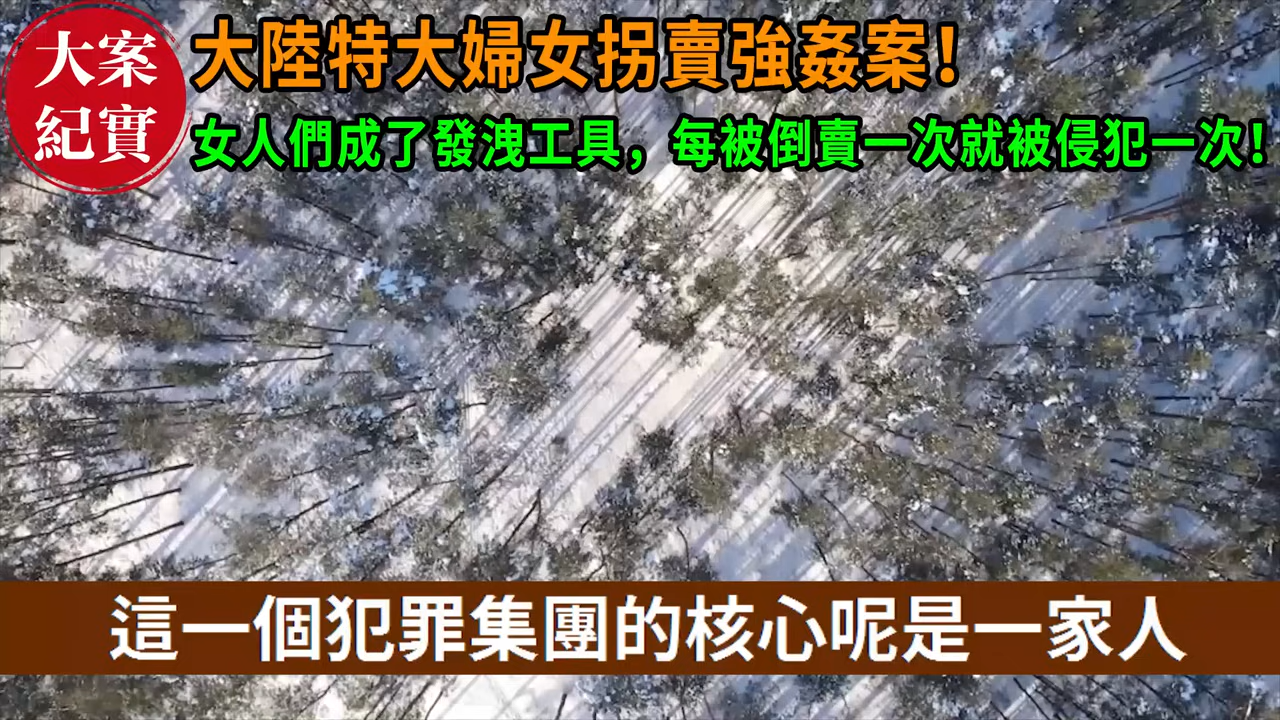 大案
紀實
大陸特大婦女拐賣強姦案！
女人們成了發洩工具，每被倒賣一次就被侵犯一次！
這一個犯罪集團的核心呢是一家人